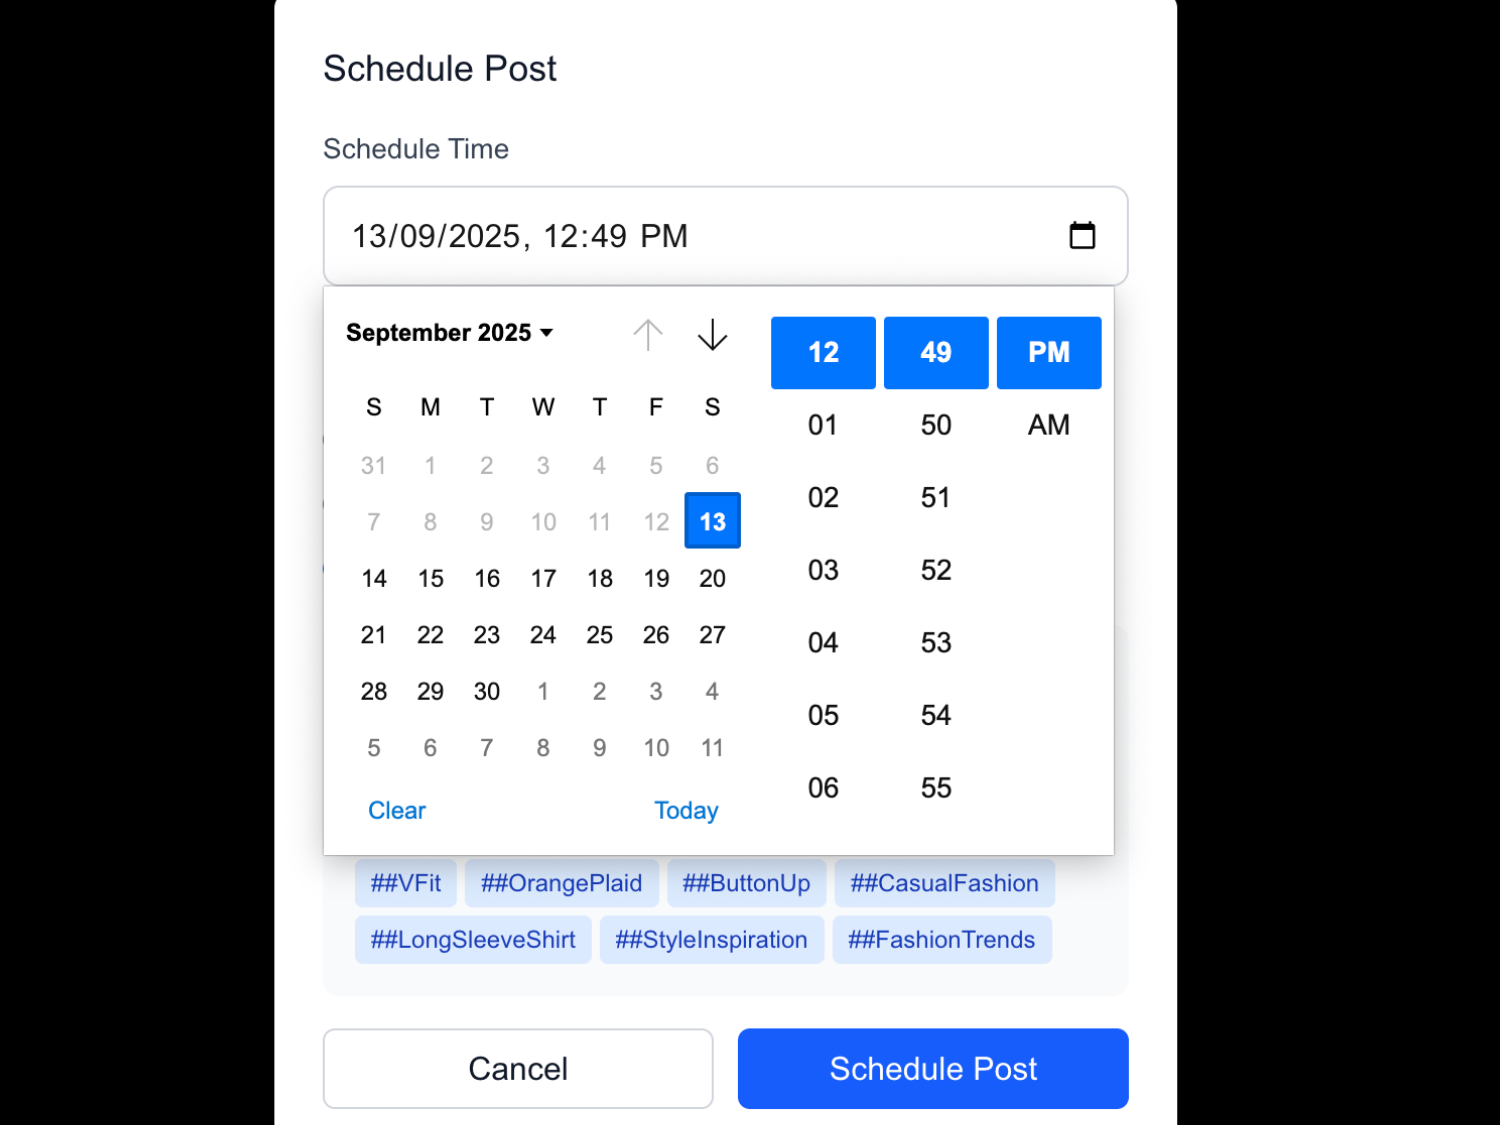 Schedule Post
Schedule Time
13/09/2025, 12:49 PM
September 2025
S M T W T F S
31 1 2 3 4 5 6
7 8 9 10 11 12 13
14 15 16 17 18 19 20
21 22 23 24 25 26 27
28 29 30 1 2 3 4
5 6 7 8 9 10 11
Clear Today
12 49 PM
01 50 AM
02 51
03 52
04 53
05 54
06 55
##VFit ##OrangePlaid ##ButtonUp ##CasualFashion
##LongSleeveShirt ##StyleInspiration ##FashionTrends
Cancel Schedule Post